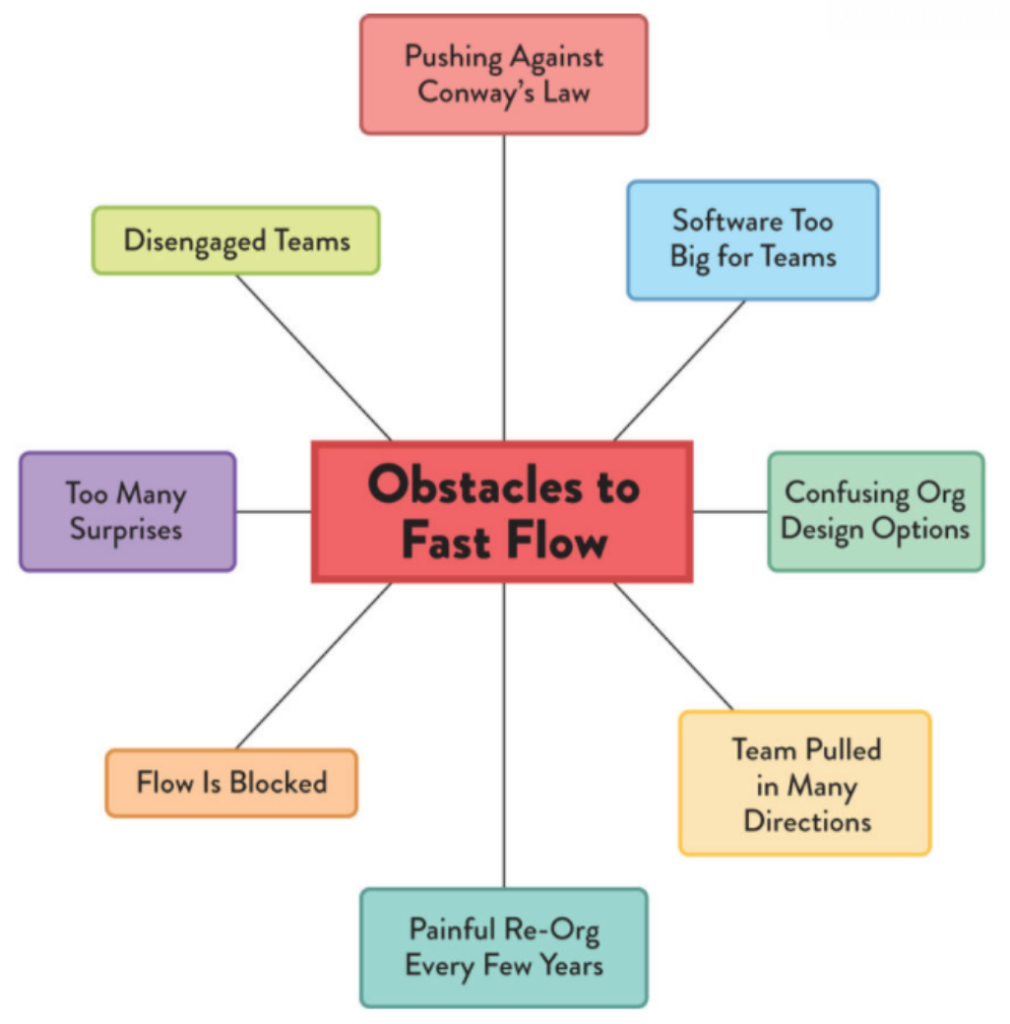 Pushing Against
Conway's Law
Disengaged Teams
Software Too
Big for Teams
Too Many
Surprises
Obstacles to
Fast Flow
Confusing Org
Design Options
Flow Is Blocked
Team Pulled
in Many
Directions
Painful Re-Org
Every Few Years